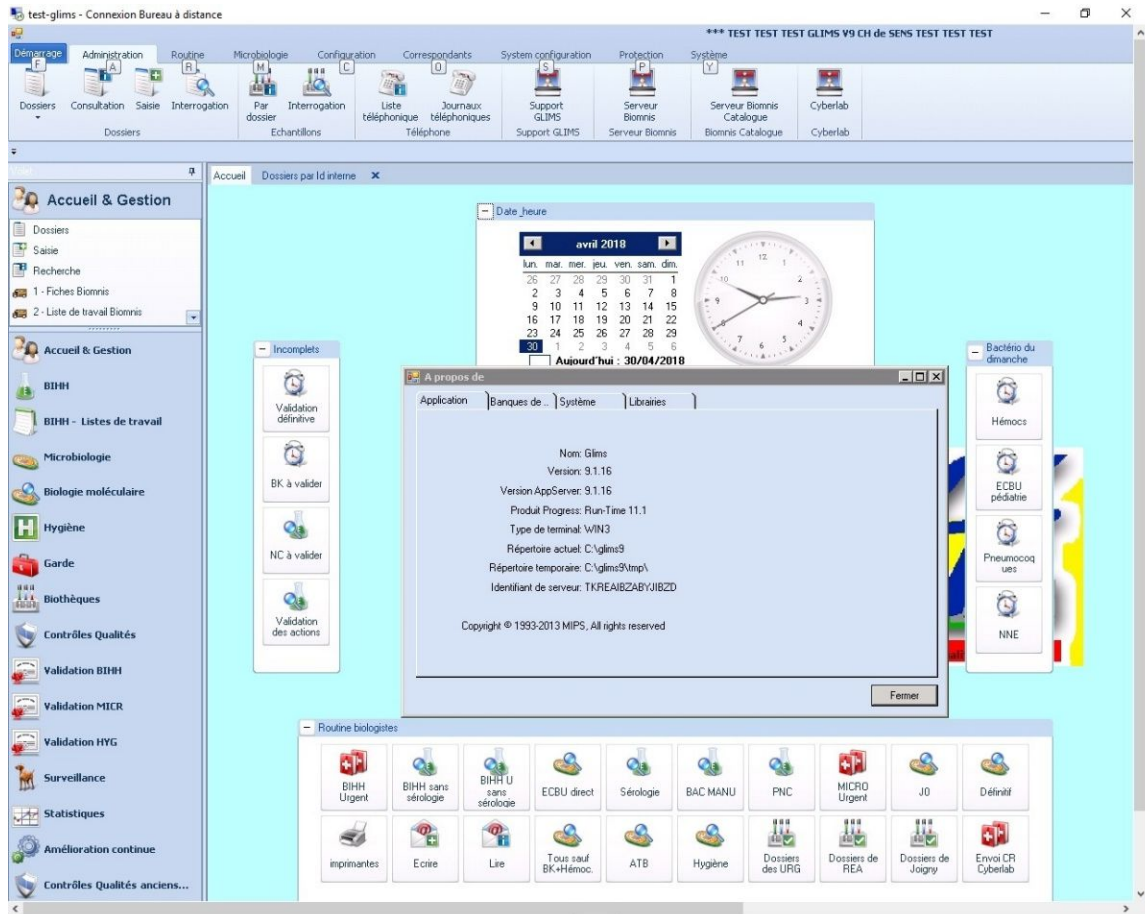 test-glims - Connexion Bureau à distance
*** TEST TEST TEST GLIMS V9 CH de SENS TEST TEST TEST
Démarrage Administration Routine Microbiologie Configuration Correspondants System configuration Protection Système
F A R M C O S P Y
Dossiers Consultation Saisie Interrogation Par dossier Interrogation Liste téléphonique Journaux téléphoniques Support GLIMS Serveur Biomnis Serveur Biomnis Catalogue Cyberlab
Dossiers Echantillons Téléphone Support GLIMS Serveur Biomnis Biomnis Catalogue Cyberlab
Accueil Dossiers par Id interne
Accueil & Gestion
Dossiers
Saisie
Recherche
1 - Fiches Biomnis
2 - Liste de travail Biomnis
Accueil & Gestion
BIHH
BIHH - Listes de travail
Microbiologie
Biologie moléculaire
Hygiène
Garde
Biothèques
Contrôles Qualités
Validation BIHH
Validation MICR
Validation HYG
Surveillance
Statistiques
Amélioration continue
Contrôles Qualités anciens...
Date_heure
avril 2018
lun. mar. mer. jeu. ven. sam. dim.
26 27 28 29 30 31 1
2 3 4 5 6 7 8
9 10 11 12 13 14 15
16 17 18 19 20 21 22
23 24 25 26 27 28 29
30 1 2 3 4 5 6
Aujourd'hui : 30/04/2018
12 1 2 3 4 5 6 7 9 10 11
Incomplets
Validation définitive
BK à valider
NC à valider
Validation des actions
A propos de
Application Banques de .. Système Librairies
Nom: Glims
Version: 9.1.16
Version AppServer: 9.1.16
Produit Progress: Run-Time 11.1
Type de terminal: WIN3
Répertoire actuel: C:\glims9
Répertoire temporaire: C:\glims9\tmp\
Identifiant de serveur: TKREAIBZABYJIBZD
Copyright © 1993-2013 MIPS, All rights reserved
Fermer
Bactério du dimanche
Hémocs
ECBU pédiatrie
Pneumocoq ues
NNE
Routine biologistes
BIHH Urgent
BIHH sans sérologie
BIHH U sans sérologie
ECBU direct
Sérologie
BAC MANU
PNC
MICRO Urgent
J0
Définitif
imprimantes
Ecrire
Lire
Tous sauf BK+Hémoc.
ATB
Hygiène
Dossiers des URG
Dossiers de REA
Dossiers de Joigny
Envoi CR Cyberlab